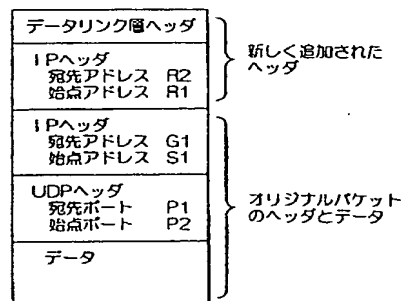 データリンク層ヘッダ
IPヘッダ
宛先アドレス R2
始点アドレス R1
新しく追加された
ヘッダ
IPヘッダ
宛先アドレス G1
始点アドレス S1
UDPヘッダ
宛先ポート P1
始点ポート P2
データ
オリジナルパケット
のヘッダとデータ